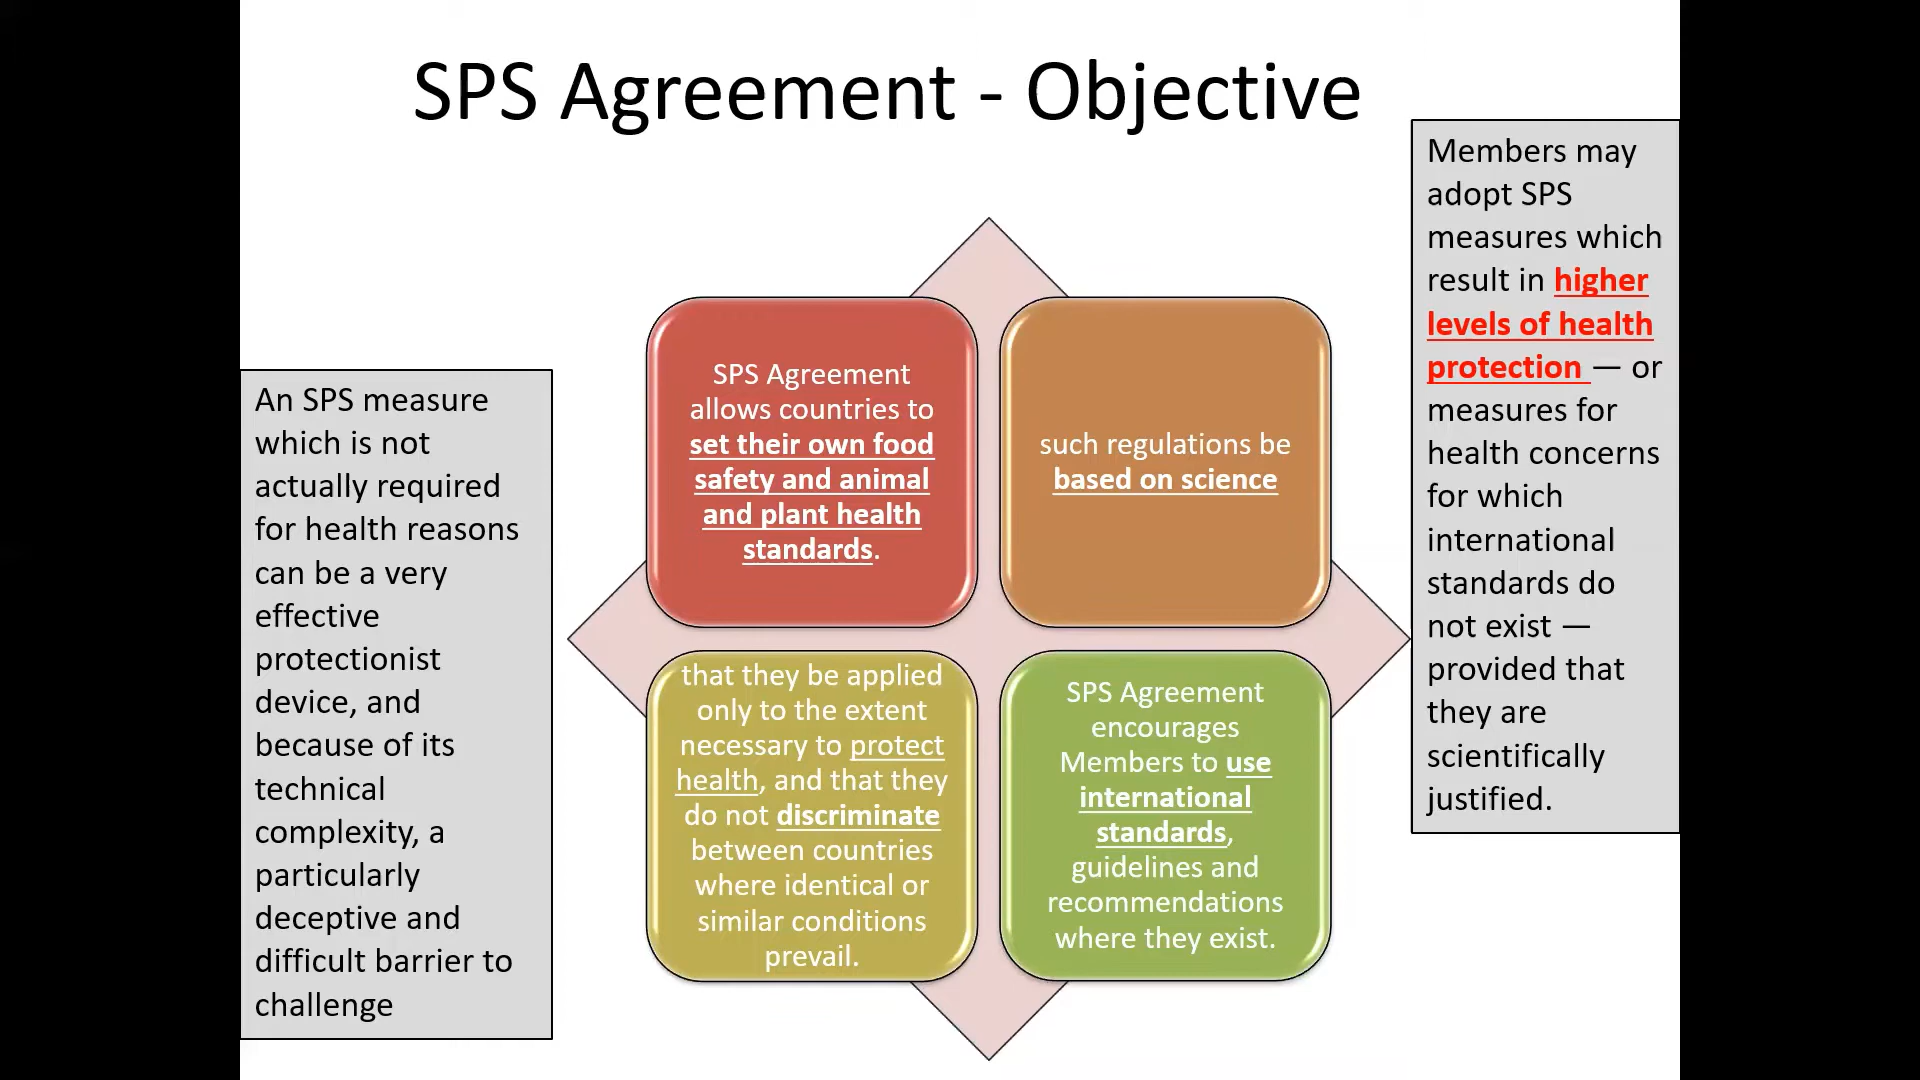 SPS Agreement - Objective
An SPS measure
which is not
actually required
for health reasons
can be a very
effective
protectionist
device, and
because of its
technical
complexity, a
particularly
deceptive and
difficult barrier to
challenge
SPS Agreement
allows countries to
set their own food
safety and animal
and plant health
standards.
such regulations be
based on science
that they be applied
only to the extent
necessary to protect
health, and that they
do not discriminate
between countries
where identical or
similar conditions
prevail.
SPS Agreement
encourages
Members to use
international
standards,
guidelines and
recommendations
where they exist.
Members may
adopt SPS
measures which
result in higher
levels of health
protection — or
measures for
health concerns
for which
international
standards do
not exist —
provided that
they are
scientifically
justified.